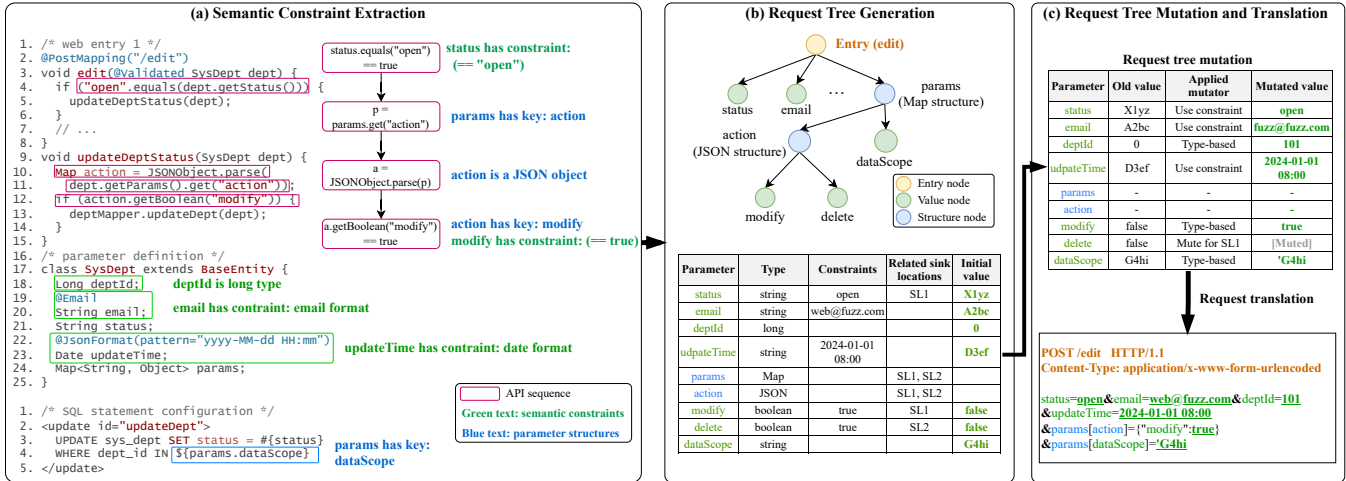 (a) Semantic Constraint Extraction
1. /* web entry 1 */
2. @PostMapping("/edit")
3. void edit(@Validated SysDept dept) {
4. if ("open".equals(dept.getStatus())) {
5. updateDeptStatus(dept);
6. }
7. // ...
8. }
9. void updateDeptStatus(SysDept dept) {
10. Map action = JSONObject.parse(
11. dept.getParams().get("action"));
12. if (action.getBoolean("modify")) {
13. deptMapper.updateDept(dept);
14. }
15. }
16. /* parameter definition */
17. class SysDept extends BaseEntity {
18. Long deptId;
19. @Email
20. String email;
21. String status;
22. @JsonFormat(pattern="yyyy-MM-dd HH:mm")
23. Date updateTime;
24. Map<String, Object> params;
25. }
deptId is long type
email has contraint: email format
updateTime has contraint: date format
1. /* SQL statement configuration */
2. <update id="updateDept">
3. UPDATE sys_dept SET status = #{status}
4. WHERE dept_id IN ${params.dataScope}
5. </update>
params has key:
dataScope
status.equals("open")
== true
status has constraint:
(== "open")
p =
params.get("action")
params has key: action
a =
JSONObject.parse(p)
action is a JSON object
a.getBoolean("modify")
== true
action has key: modify
modify has constraint: (== true)
API sequence
Green text: semantic constraints
Blue text: parameter structures
(b) Request Tree Generation
Entry (edit)
status
email
...
params
(Map structure)
action
(JSON structure)
dataScope
modify
delete
Entry node
Value node
Structure node
Parameter Type Constraints Related sink locations Initial value
status string open SL1 X1yz
email string web@fuzz.com A2bc
deptId long 0
udpateTime string 2024-01-01 08:00 D3ef
params Map SL1, SL2
action JSON SL1, SL2
modify boolean true SL1 false
delete boolean true SL2 false
dataScope string G4hi
(c) Request Tree Mutation and Translation
Request tree mutation
Parameter Old value Applied mutator Mutated value
status X1yz Use constraint open
email A2bc Use constraint fuzz@fuzz.com
deptId 0 Type-based 101
udpateTime D3ef Use constraint 2024-01-01 08:00
params - - -
action - - -
modify false Type-based true
delete false Mute for SL1 [Muted]
dataScope G4hi Type-based 'G4hi
Request translation
POST /edit HTTP/1.1
Content-Type: application/x-www-form-urlencoded
status=open&email=web@fuzz.com&deptId=101
&updateTime=2024-01-01 08:00
&params[action]={"modify":true}
&params[dataScope]='G4hi